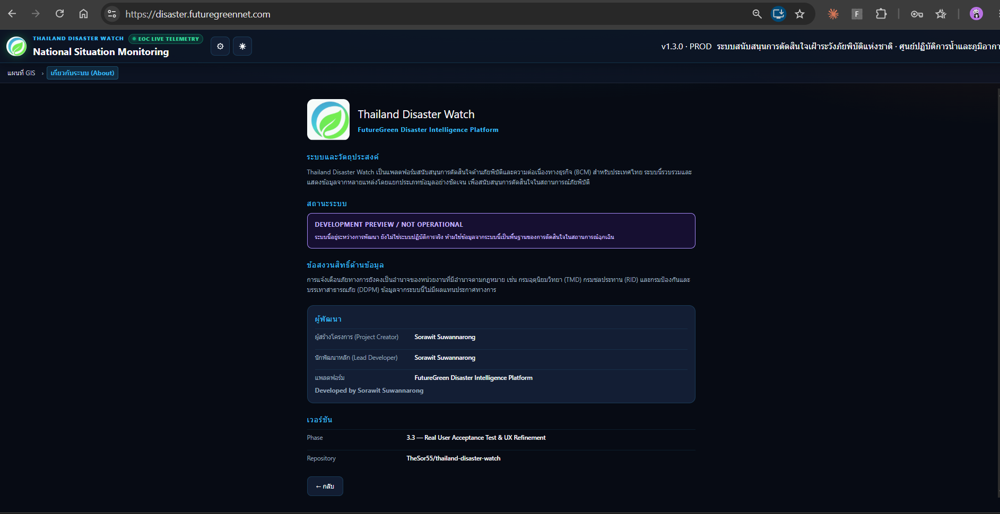 https://disaster.futuregreennet.com
F
THAILAND DISASTER WATCH
EOC LIVE TELEMETRY
National Situation Monitoring
v1.3.0 · PROD ระบบสนับสนุนการตัดสินใจเฝ้าระวังภัยพิบัติแห่งชาติ · ศูนย์ปฏิบัติการน้ำและภูมิอากา
แผนที่ GIS › เกี่ยวกับระบบ (About)
Thailand Disaster Watch
FutureGreen Disaster Intelligence Platform
ระบบและวัตถุประสงค์
Thailand Disaster Watch เป็นแพลตฟอร์มสนับสนุนการตัดสินใจด้านภัยพิบัติและความต่อเนื่องทางธุรกิจ (BCM) สำหรับประเทศไทย ระบบนี้รวบรวมและ
แสดงข้อมูลจากหลายแหล่งโดยแยกประเภทข้อมูลอย่างชัดเจน เพื่อสนับสนุนการตัดสินใจในสถานการณ์ภัยพิบัติ
สถานะระบบ
DEVELOPMENT PREVIEW / NOT OPERATIONAL
ระบบนี้อยู่ระหว่างการพัฒนา ยังไม่ใช่ระบบปฏิบัติการจริง ห้ามใช้ข้อมูลจากระบบนี้เป็นพื้นฐานของการตัดสินใจในสถานการณ์ฉุกเฉิน
ข้อสงวนสิทธิ์ด้านข้อมูล
การแจ้งเตือนภัยทางการยังคงเป็นอำนาจของหน่วยงานที่มีอำนาจตามกฎหมาย เช่น กรมอุตุนิยมวิทยา (TMD) กรมชลประทาน (RID) และกรมป้องกันและ
บรรเทาสาธารณภัย (DDPM) ข้อมูลจากระบบนี้ไม่มีผลแทนประกาศทางการ
ผู้พัฒนา
ผู้สร้างโครงการ (Project Creator) Sorawit Suwannarong
นักพัฒนาหลัก (Lead Developer) Sorawit Suwannarong
แพลตฟอร์ม FutureGreen Disaster Intelligence Platform
Developed by Sorawit Suwannarong
เวอร์ชัน
Phase 3.3 — Real User Acceptance Test & UX Refinement
Repository TheSor55/thailand-disaster-watch
← กลับ